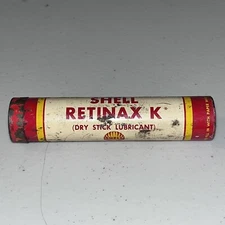 SHELL
RETINAX K
(DRY STICK LUBRICANT)